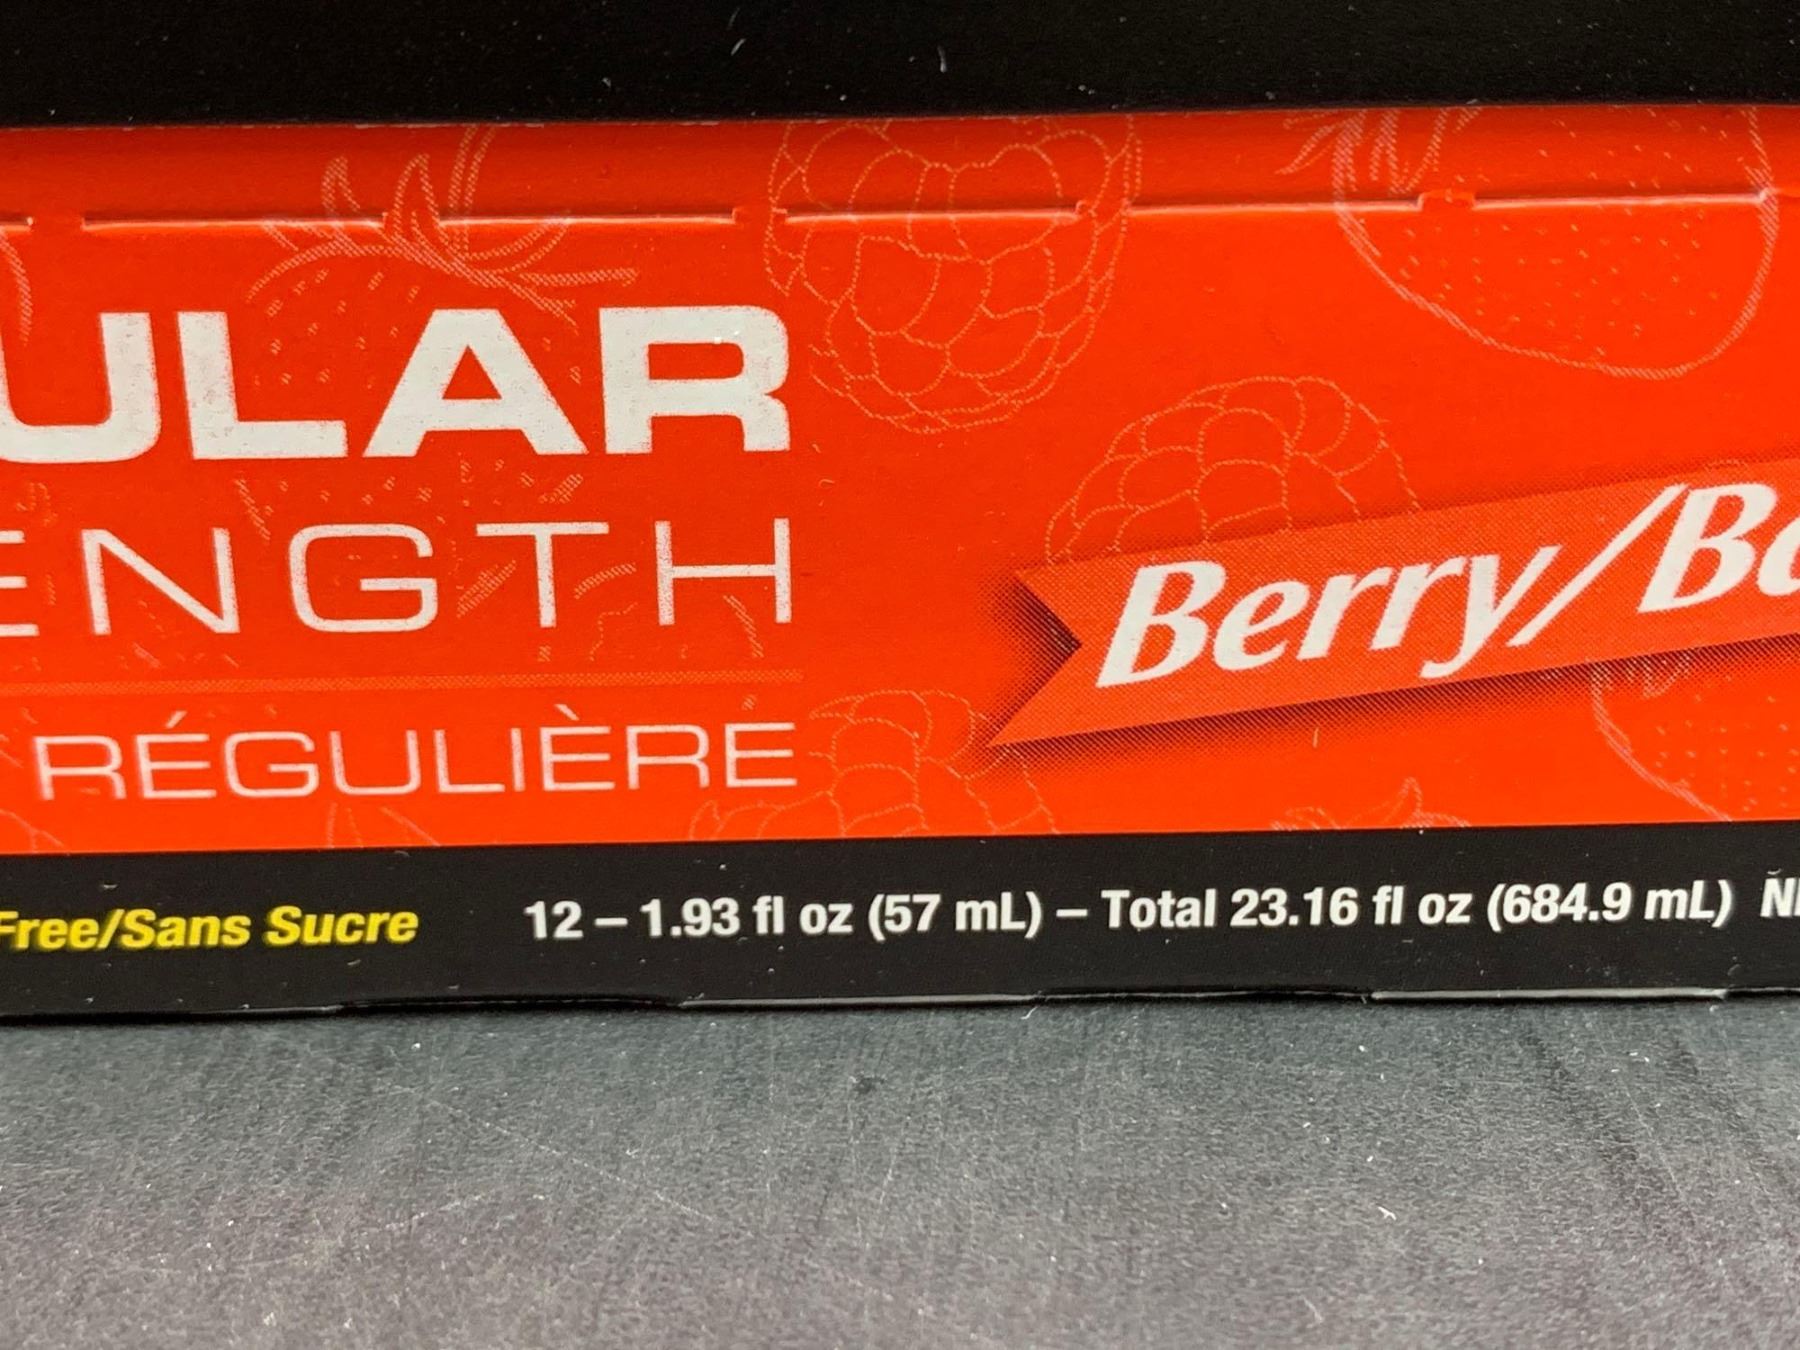 ULAR
ENGTH
RÉGULIÈRE
Berry/Ba
Free/Sans Sucre
12 – 1.93 fl oz (57 mL) – Total 23.16 fl oz (684.9 mL)